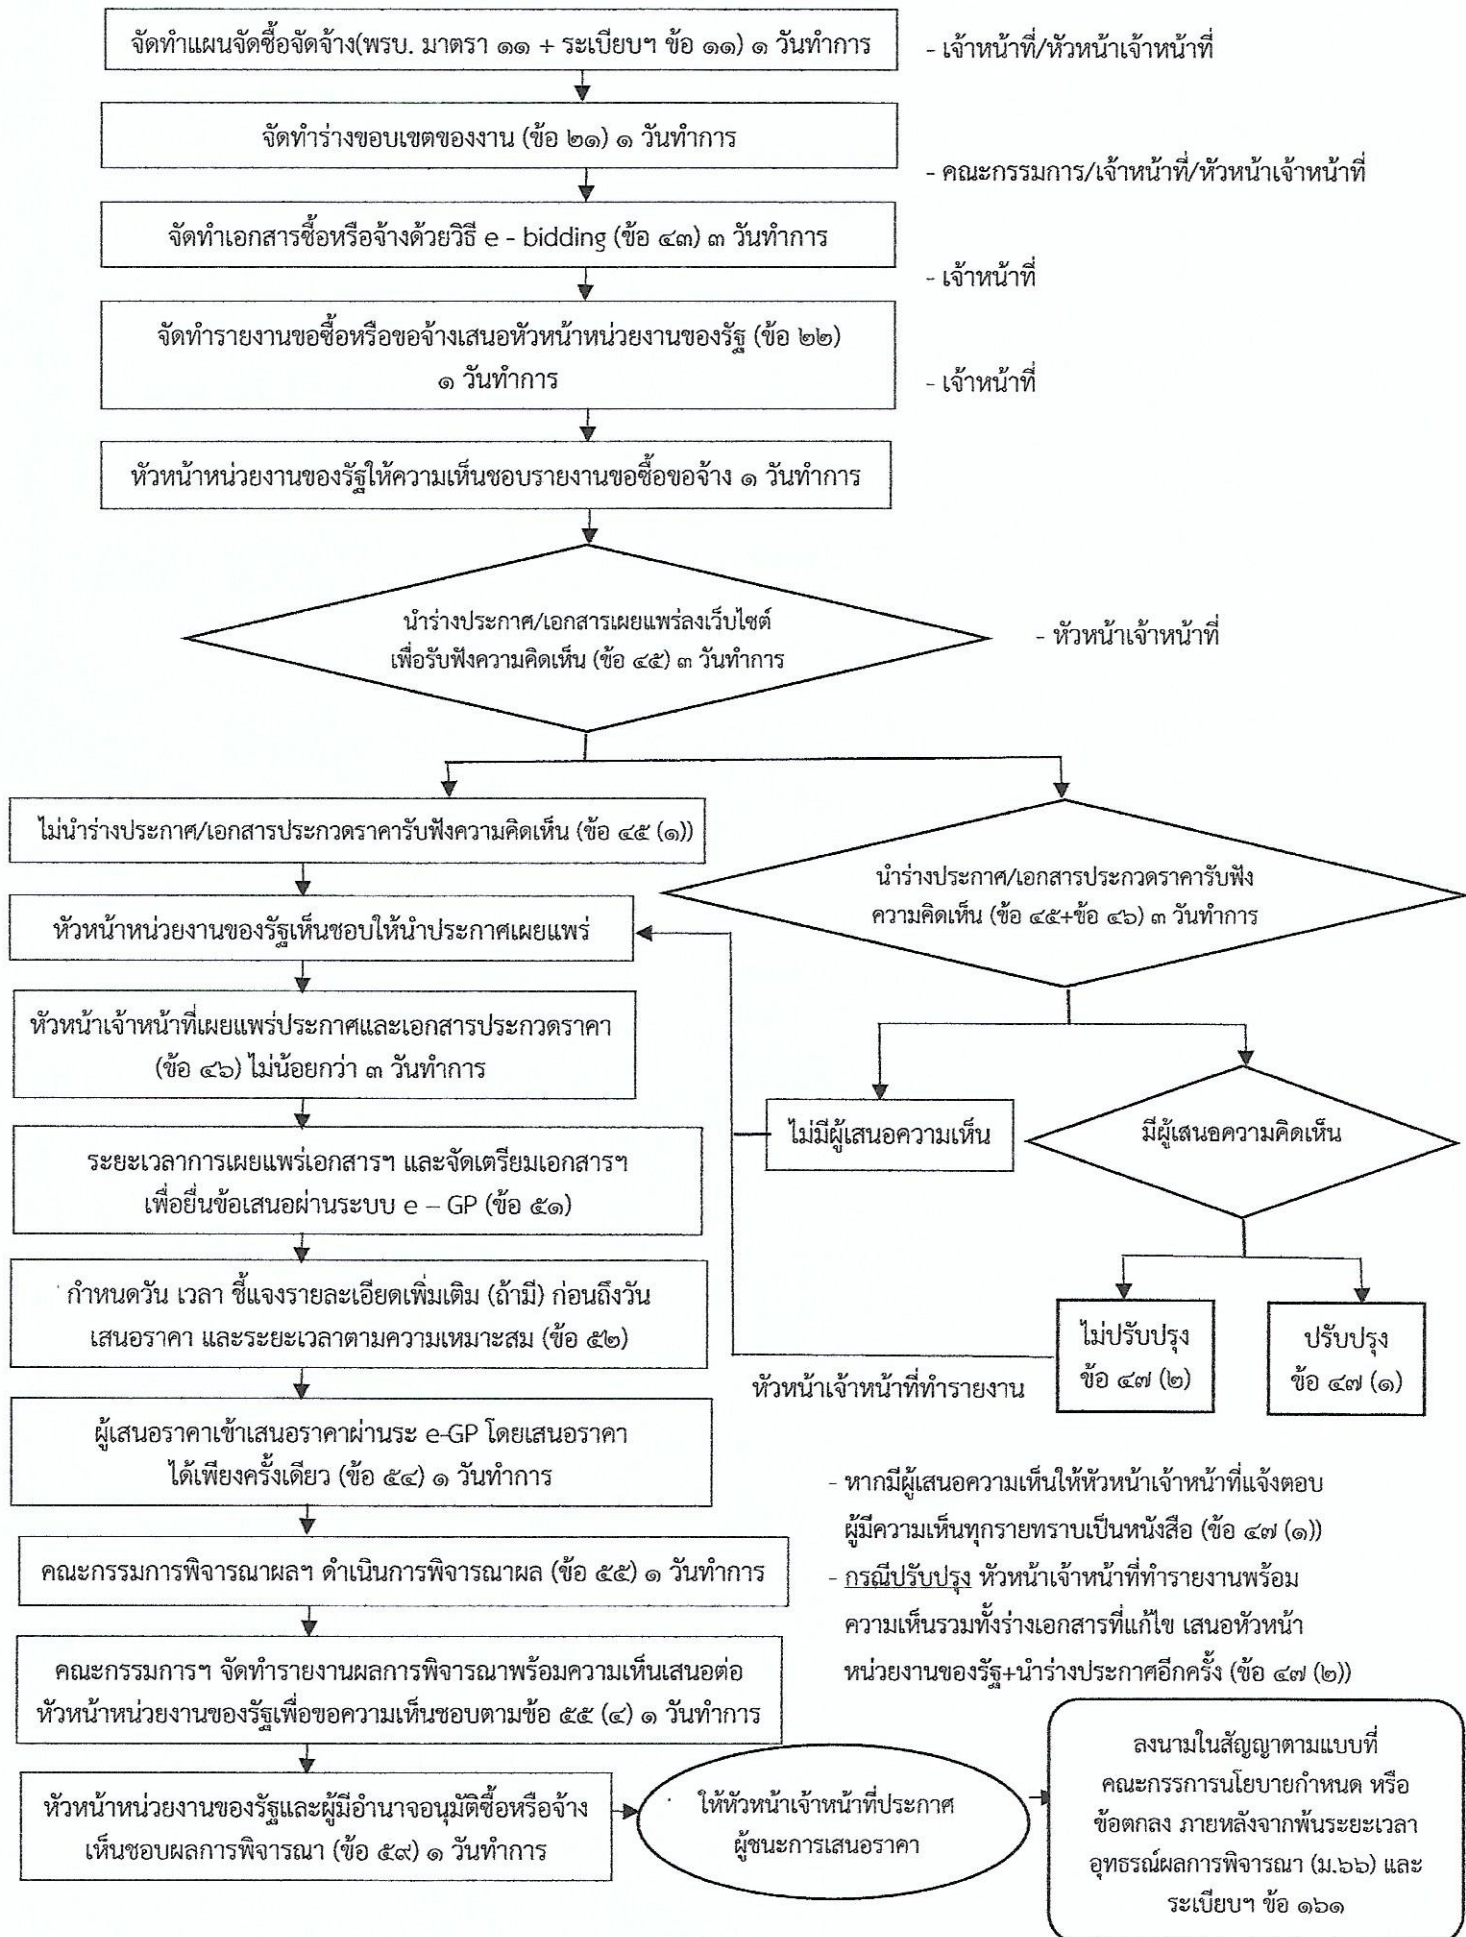 จัดทำแผนจัดซื้อจัดจ้าง(พรบ. มาตรา ๑๑ + ระเบียบฯ ข้อ ๑๑) ๑ วันทำการ
- เจ้าหน้าที่/หัวหน้าเจ้าหน้าที่
จัดทำร่างขอบเขตของงาน (ข้อ ๒๑) ๑ วันทำการ
- คณะกรรมการ/เจ้าหน้าที่/หัวหน้าเจ้าหน้าที่
จัดทำเอกสารซื้อหรือจ้างด้วยวิธี e - bidding (ข้อ ๔๓) ๓ วันทำการ
- เจ้าหน้าที่
จัดทำรายงานขอซื้อหรือขอจ้างเสนอหัวหน้าหน่วยงานของรัฐ (ข้อ ๒๒)
๑ วันทำการ
- เจ้าหน้าที่
หัวหน้าหน่วยงานของรัฐให้ความเห็นชอบรายงานขอซื้อขอจ้าง ๑ วันทำการ
นำร่างประกาศ/เอกสารเผยแพร่ลงเว็บไซต์
เพื่อรับฟังความคิดเห็น (ข้อ ๔๕) ๓ วันทำการ
- หัวหน้าเจ้าหน้าที่
ไม่นำร่างประกาศ/เอกสารประกวดราคารับฟังความคิดเห็น (ข้อ ๔๕ (๑))
นำร่างประกาศ/เอกสารประกวดราคารับฟัง
ความคิดเห็น (ข้อ ๔๕+ข้อ ๔๖) ๓ วันทำการ
หัวหน้าหน่วยงานของรัฐเห็นชอบให้นำประกาศเผยแพร่
หัวหน้าเจ้าหน้าที่เผยแพร่ประกาศและเอกสารประกวดราคา
(ข้อ ๔๖) ไม่น้อยกว่า ๓ วันทำการ
ไม่มีผู้เสนอความเห็น
มีผู้เสนอความคิดเห็น
ระยะเวลาการเผยแพร่เอกสารฯ และจัดเตรียมเอกสารฯ
เพื่อยื่นข้อเสนอผ่านระบบ e – GP (ข้อ ๕๑)
กำหนดวัน เวลา ชี้แจงรายละเอียดเพิ่มเติม (ถ้ามี) ก่อนถึงวัน
เสนอราคา และระยะเวลาตามความเหมาะสม (ข้อ ๕๒)
ไม่ปรับปรุง
ข้อ ๔๗ (๒)
ปรับปรุง
ข้อ ๔๗ (๑)
หัวหน้าเจ้าหน้าที่ทำรายงาน
ผู้เสนอราคาเข้าเสนอราคาผ่านระ e-GP โดยเสนอราคา
ได้เพียงครั้งเดียว (ข้อ ๕๔) ๑ วันทำการ
- หากมีผู้เสนอความเห็นให้หัวหน้าเจ้าหน้าที่แจ้งตอบ
ผู้มีความเห็นทุกรายทราบเป็นหนังสือ (ข้อ ๔๗ (๑))
- กรณีปรับปรุง หัวหน้าเจ้าหน้าที่ทำรายงานพร้อม
ความเห็นรวมทั้งร่างเอกสารที่แก้ไข เสนอหัวหน้า
หน่วยงานของรัฐ+นำร่างประกาศอีกครั้ง (ข้อ ๔๗ (๒))
คณะกรรมการพิจารณาผลฯ ดำเนินการพิจารณาผล (ข้อ ๕๕) ๑ วันทำการ
คณะกรรมการฯ จัดทำรายงานผลการพิจารณาพร้อมความเห็นเสนอต่อ
หัวหน้าหน่วยงานของรัฐเพื่อขอความเห็นชอบตามข้อ ๕๕ (๔) ๑ วันทำการ
หัวหน้าหน่วยงานของรัฐและผู้มีอำนาจอนุมัติซื้อหรือจ้าง
เห็นชอบผลการพิจารณา (ข้อ ๕๙) ๑ วันทำการ
ให้หัวหน้าเจ้าหน้าที่ประกาศ
ผู้ชนะการเสนอราคา
ลงนามในสัญญาตามแบบที่
คณะกรรการนโยบายกำหนด หรือ
ข้อตกลง ภายหลังจากพ้นระยะเวลา
อุทธรณ์ผลการพิจารณา (ม.๖๖) และ
ระเบียบฯ ข้อ ๑๖๑